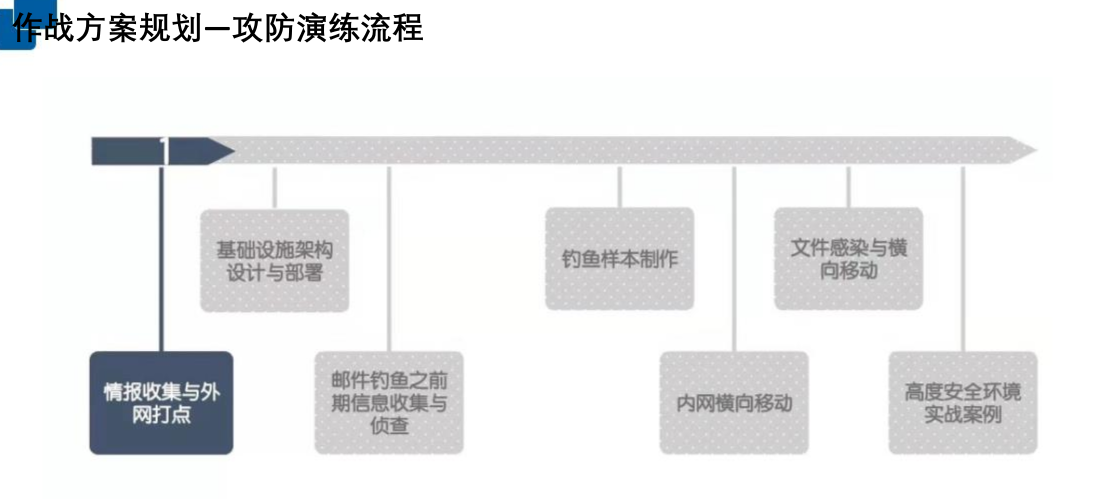 作战方案规划—攻防演练流程
1
基础设施架构
设计与部署
钓鱼样本制作
文件感染与横
向移动
情报收集与外
网打点
邮件钓鱼之前
期信息收集与
侦查
内网横向移动
高度安全环境
实战案例